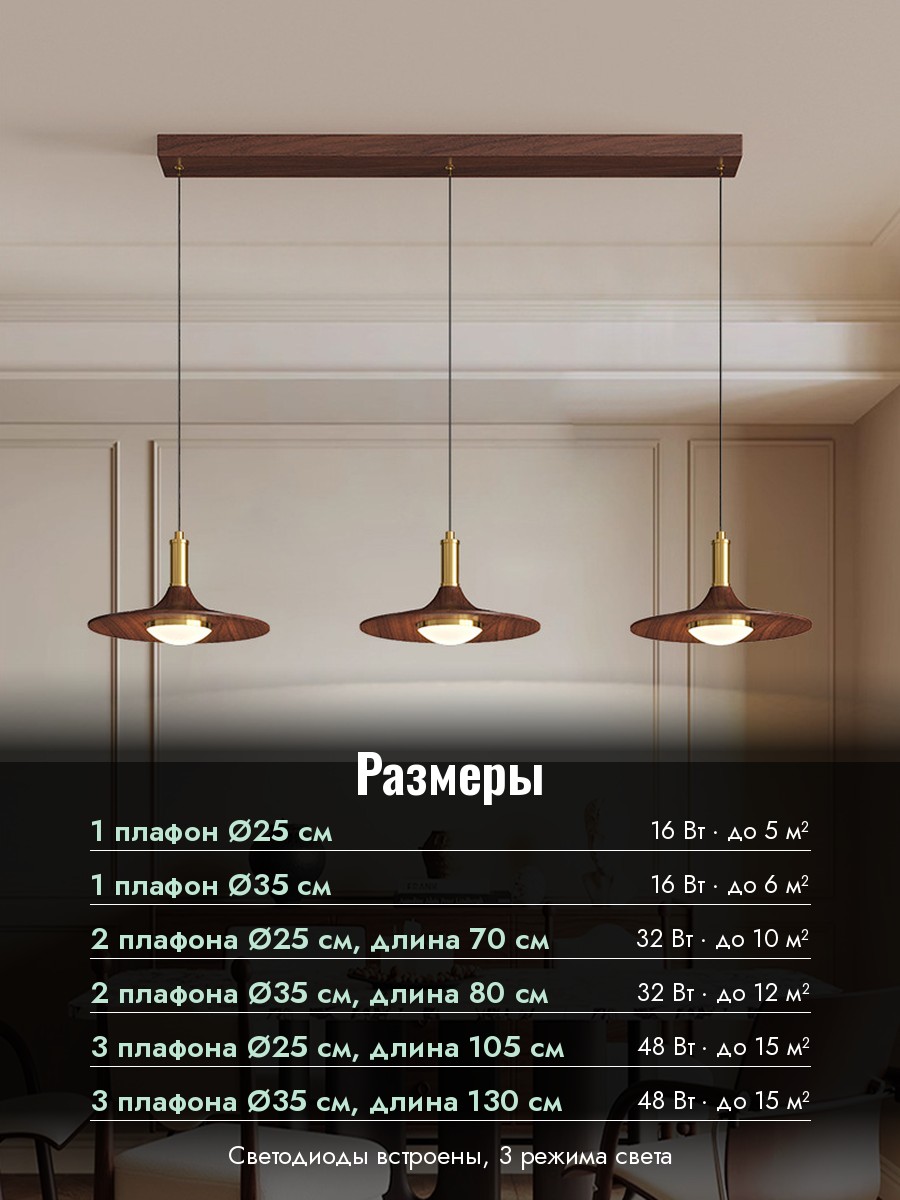 Размеры
1 плафон Ø25 см 16 Вт · до 5 м²
1 плафон Ø35 см 16 Вт · до 6 м²
2 плафона Ø25 см, длина 70 см 32 Вт · до 10 м²
2 плафона Ø35 см, длина 80 см 32 Вт · до 12 м²
3 плафона Ø25 см, длина 105 см 48 Вт · до 15 м²
3 плафона Ø35 см, длина 130 см 48 Вт · до 15 м²
Светодиоды встроены, 3 режима света